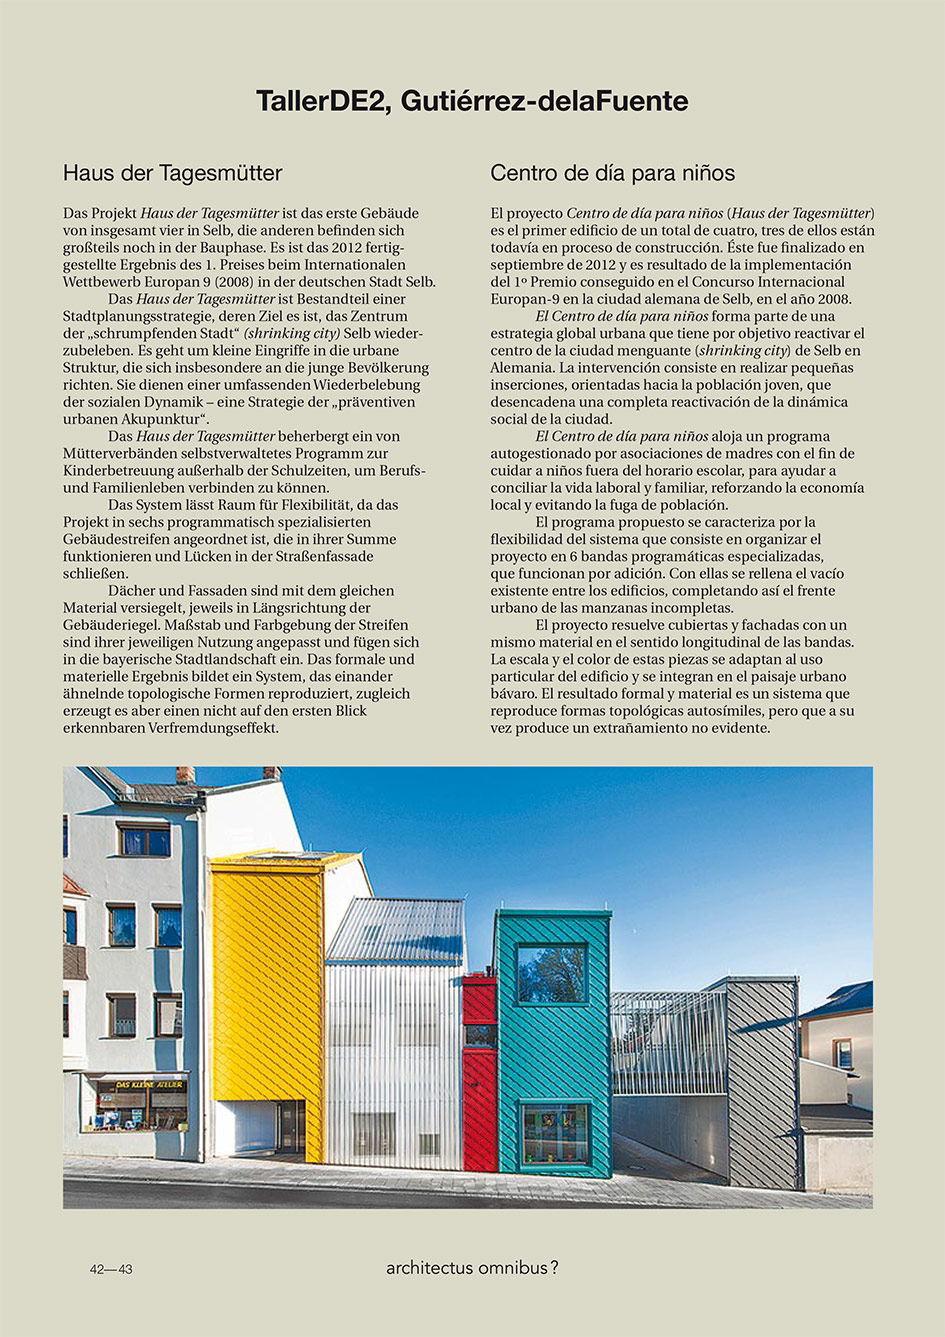 TallerDE2, Gutiérrez-delaFuente
Haus der Tagesmütter
Das Projekt Haus der Tagesmütter ist das erste Gebäude
von insgesamt vier in Selb, die anderen befinden sich
großteils noch in der Bauphase. Es ist das 2012 fertig-
gestellte Ergebnis des 1. Preises beim Internationalen
Wettbewerb Europan 9 (2008) in der deutschen Stadt Selb.
Das Haus der Tagesmütter ist Bestandteil einer
Stadtplanungsstrategie, deren Ziel es ist, das Zentrum
der „schrumpfenden Stadt“ (shrinking city) Selb wieder-
zubeleben. Es geht um kleine Eingriffe in die urbane
Struktur, die sich insbesondere an die junge Bevölkerung
richten. Sie dienen einer umfassenden Wiederbelebung
der sozialen Dynamik – eine Strategie der „präventiven
urbanen Akupunktur“.
Das Haus der Tagesmütter beherbergt ein von
Mütterverbänden selbstverwaltetes Programm zur
Kinderbetreuung außerhalb der Schulzeiten, um Berufs-
und Familienleben verbinden zu können.
Das System lässt Raum für Flexibilität, da das
Projekt in sechs programmatisch spezialisierten
Gebäudestreifen angeordnet ist, die in ihrer Summe
funktionieren und Lücken in der Straßenfassade
schließen.
Dächer und Fassaden sind mit dem gleichen
Material versiegelt, jeweils in Längsrichtung der
Gebäuderiegel. Maßstab und Farbgebung der Streifen
sind ihrer jeweiligen Nutzung angepasst und fügen sich
in die bayerische Stadtlandschaft ein. Das formale und
materielle Ergebnis bildet ein System, das einander
ähnelnde topologische Formen reproduziert, zugleich
erzeugt es aber einen nicht auf den ersten Blick
erkennbaren Verfremdungseffekt.
Centro de día para niños
El proyecto Centro de día para niños (Haus der Tagesmütter)
es el primer edificio de un total de cuatro, tres de ellos están
todavía en proceso de construcción. Éste fue finalizado en
septiembre de 2012 y es resultado de la implementación
del 1º Premio conseguido en el Concurso Internacional
Europan-9 en la ciudad alemana de Selb, en el año 2008.
El Centro de día para niños forma parte de una
estrategia global urbana que tiene por objetivo reactivar el
centro de la ciudad menguante (shrinking city) de Selb en
Alemania. La intervención consiste en realizar pequeñas
inserciones, orientadas hacia la población joven, que
desencadena una completa reactivación de la dinámica
social de la ciudad.
El Centro de día para niños aloja un programa
autogestionado por asociaciones de madres con el fin de
cuidar a niños fuera del horario escolar, para ayudar a
conciliar la vida laboral y familiar, reforzando la economía
local y evitando la fuga de población.
El programa propuesto se caracteriza por la
flexibilidad del sistema que consiste en organizar el
proyecto en 6 bandas programáticas especializadas,
que funcionan por adición. Con ellas se rellena el vacío
existente entre los edificios, completando así el frente
urbano de las manzanas incompletas.
El proyecto resuelve cubiertas y fachadas con un
mismo material en el sentido longitudinal de las bandas.
La escala y el color de estas piezas se adaptan al uso
particular del edificio y se integran en el paisaje urbano
bávaro. El resultado formal y material es un sistema que
reproduce formas topológicas autosímiles, pero que a su
vez produce un extrañamiento no evidente.
DAS KLEINE ATELIER
42—43
architectus omnibus?